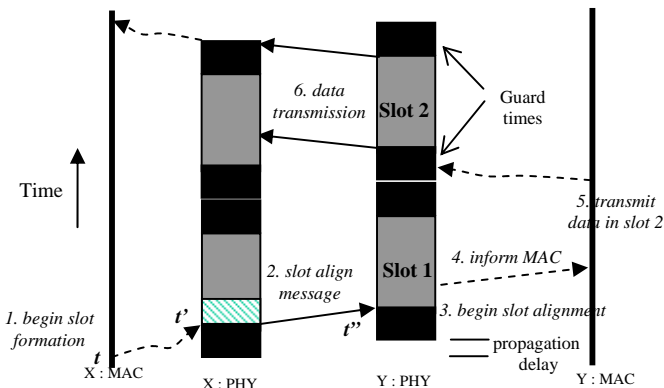 6. data
transmission
Slot 2
Guard
times
Time
5. transmit
data in slot 2
4. inform MAC
2. slot align
message
Slot 1
1. begin slot
formation
t
t’
t’’
3. begin slot alignment
propagation
delay
X : MAC
X : PHY
Y : PHY
Y : MAC